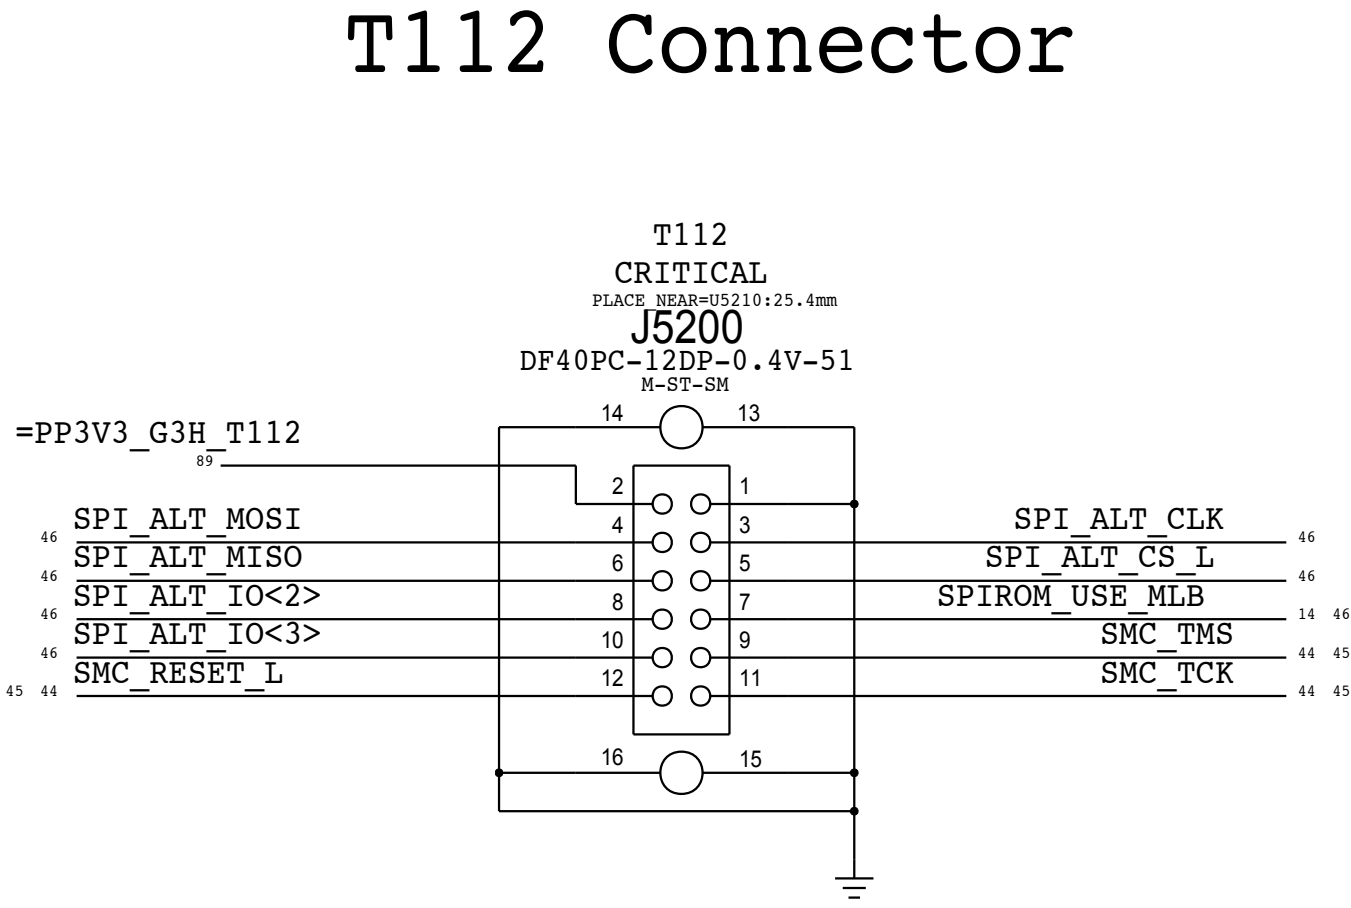 T112 Connector
T112
CRITICAL
PLACE_NEAR=U5210:25.4mm
J5200
DF40PC-12DP-0.4V-51
M-ST-SM
14 13
=PP3V3_G3H_T112
89
2 1
SPI_ALT_MOSI 4 3 SPI_ALT_CLK
46 46
SPI_ALT_MISO 6 5 SPI_ALT_CS_L
46 46
SPI_ALT_IO<2> 8 7 SPIROM_USE_MLB
46 14 46
SPI_ALT_IO<3> 10 9 SMC_TMS
46 44 45
SMC_RESET_L 12 11 SMC_TCK
45 44 44 45
16 15